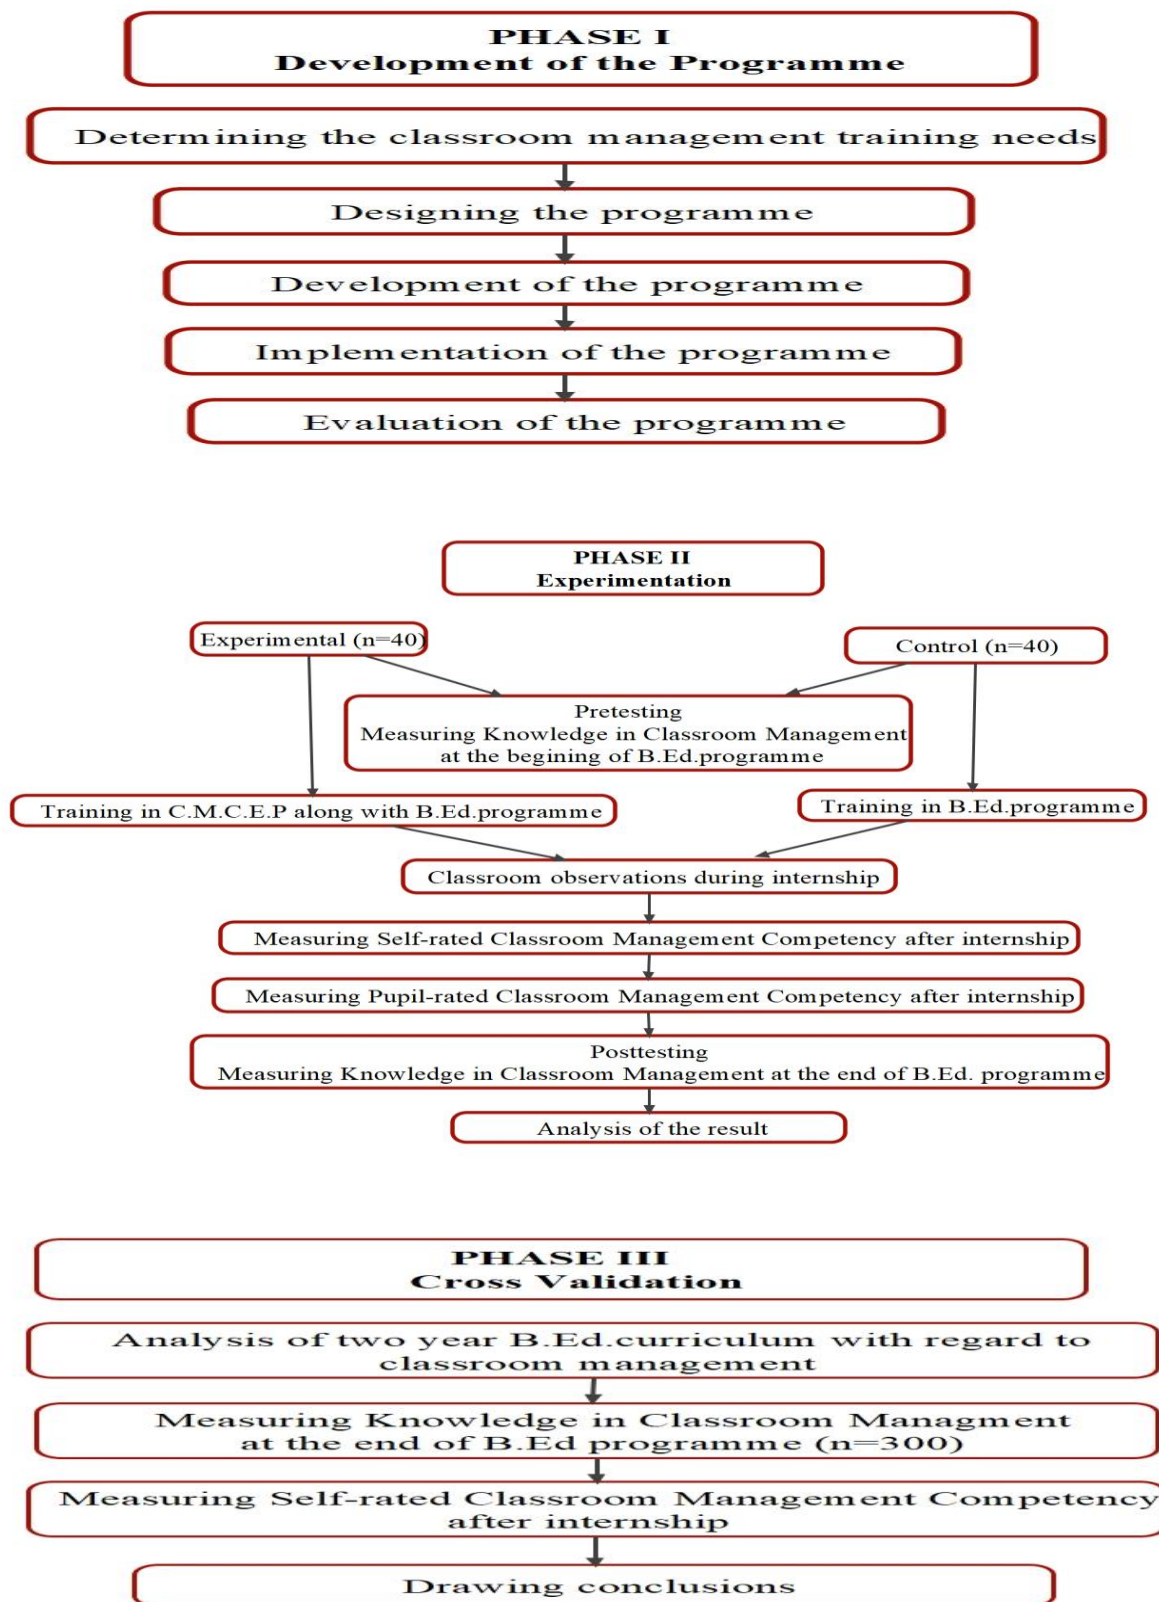 PHASE I
Development of the Programme
Determining the classroom management training needs
Designing the programme
Development of the programme
Implementation of the programme
Evaluation of the programme
PHASE II
Experimentation
Experimental (n=40)
Control (n=40)
Pretesting
Measuring Knowledge in Classroom Management
at the begining of B.Ed.programme
Training in C.M.C.E.P along with B.Ed.programme
Training in B.Ed.programme
Classroom observations during internship
Measuring Self-rated Classroom Management Competency after internship
Measuring Pupil-rated Classroom Management Competency after internship
Posttesting
Measuring Knowledge in Classroom Management at the end of B.Ed. programme
Analysis of the result
PHASE III
Cross Validation
Analysis of two year B.Ed.curriculum with regard to
classroom management
Measuring Knowledge in Classroom Managment
at the end of B.Ed programme (n=300)
Measuring Self-rated Classroom Management Competency
after internship
Drawing conclusions